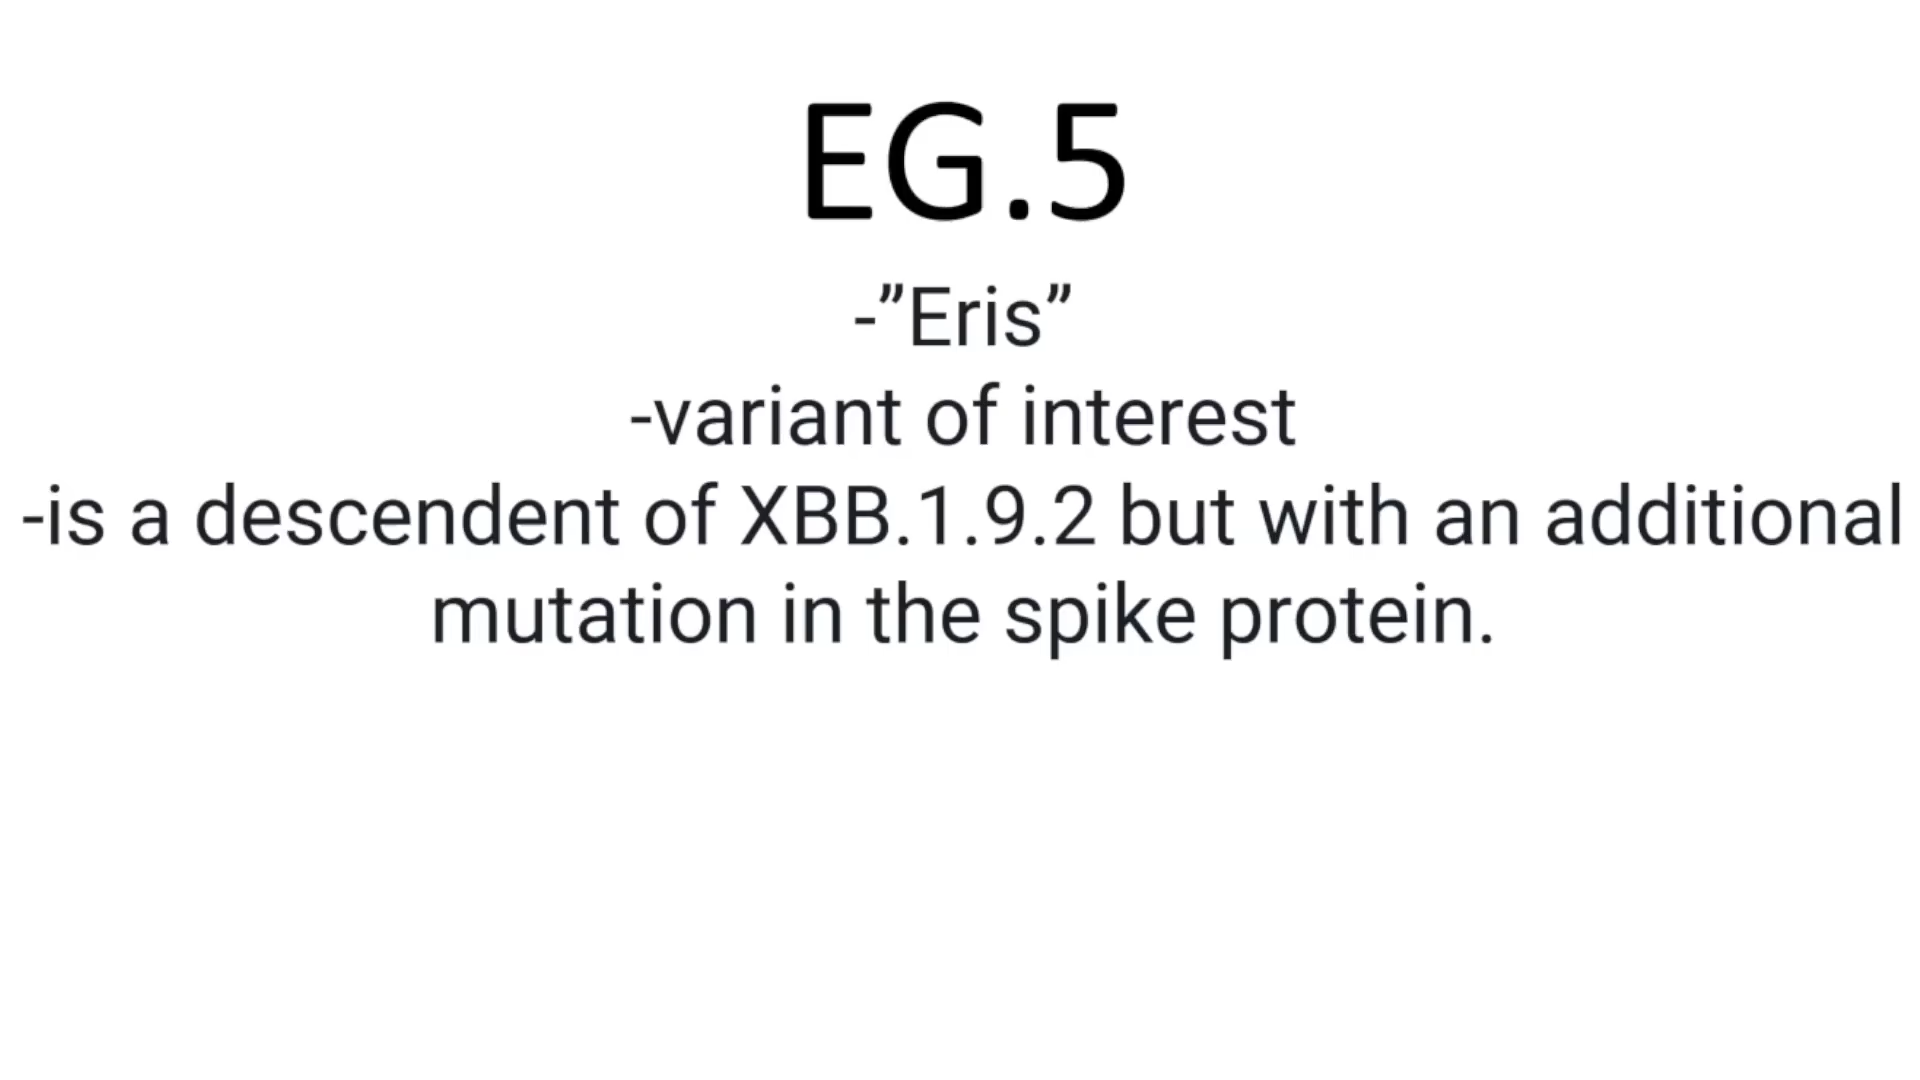 EG.5
-”Eris”
-variant of interest
-is a descendent of XBB.1.9.2 but with an additional
mutation in the spike protein.